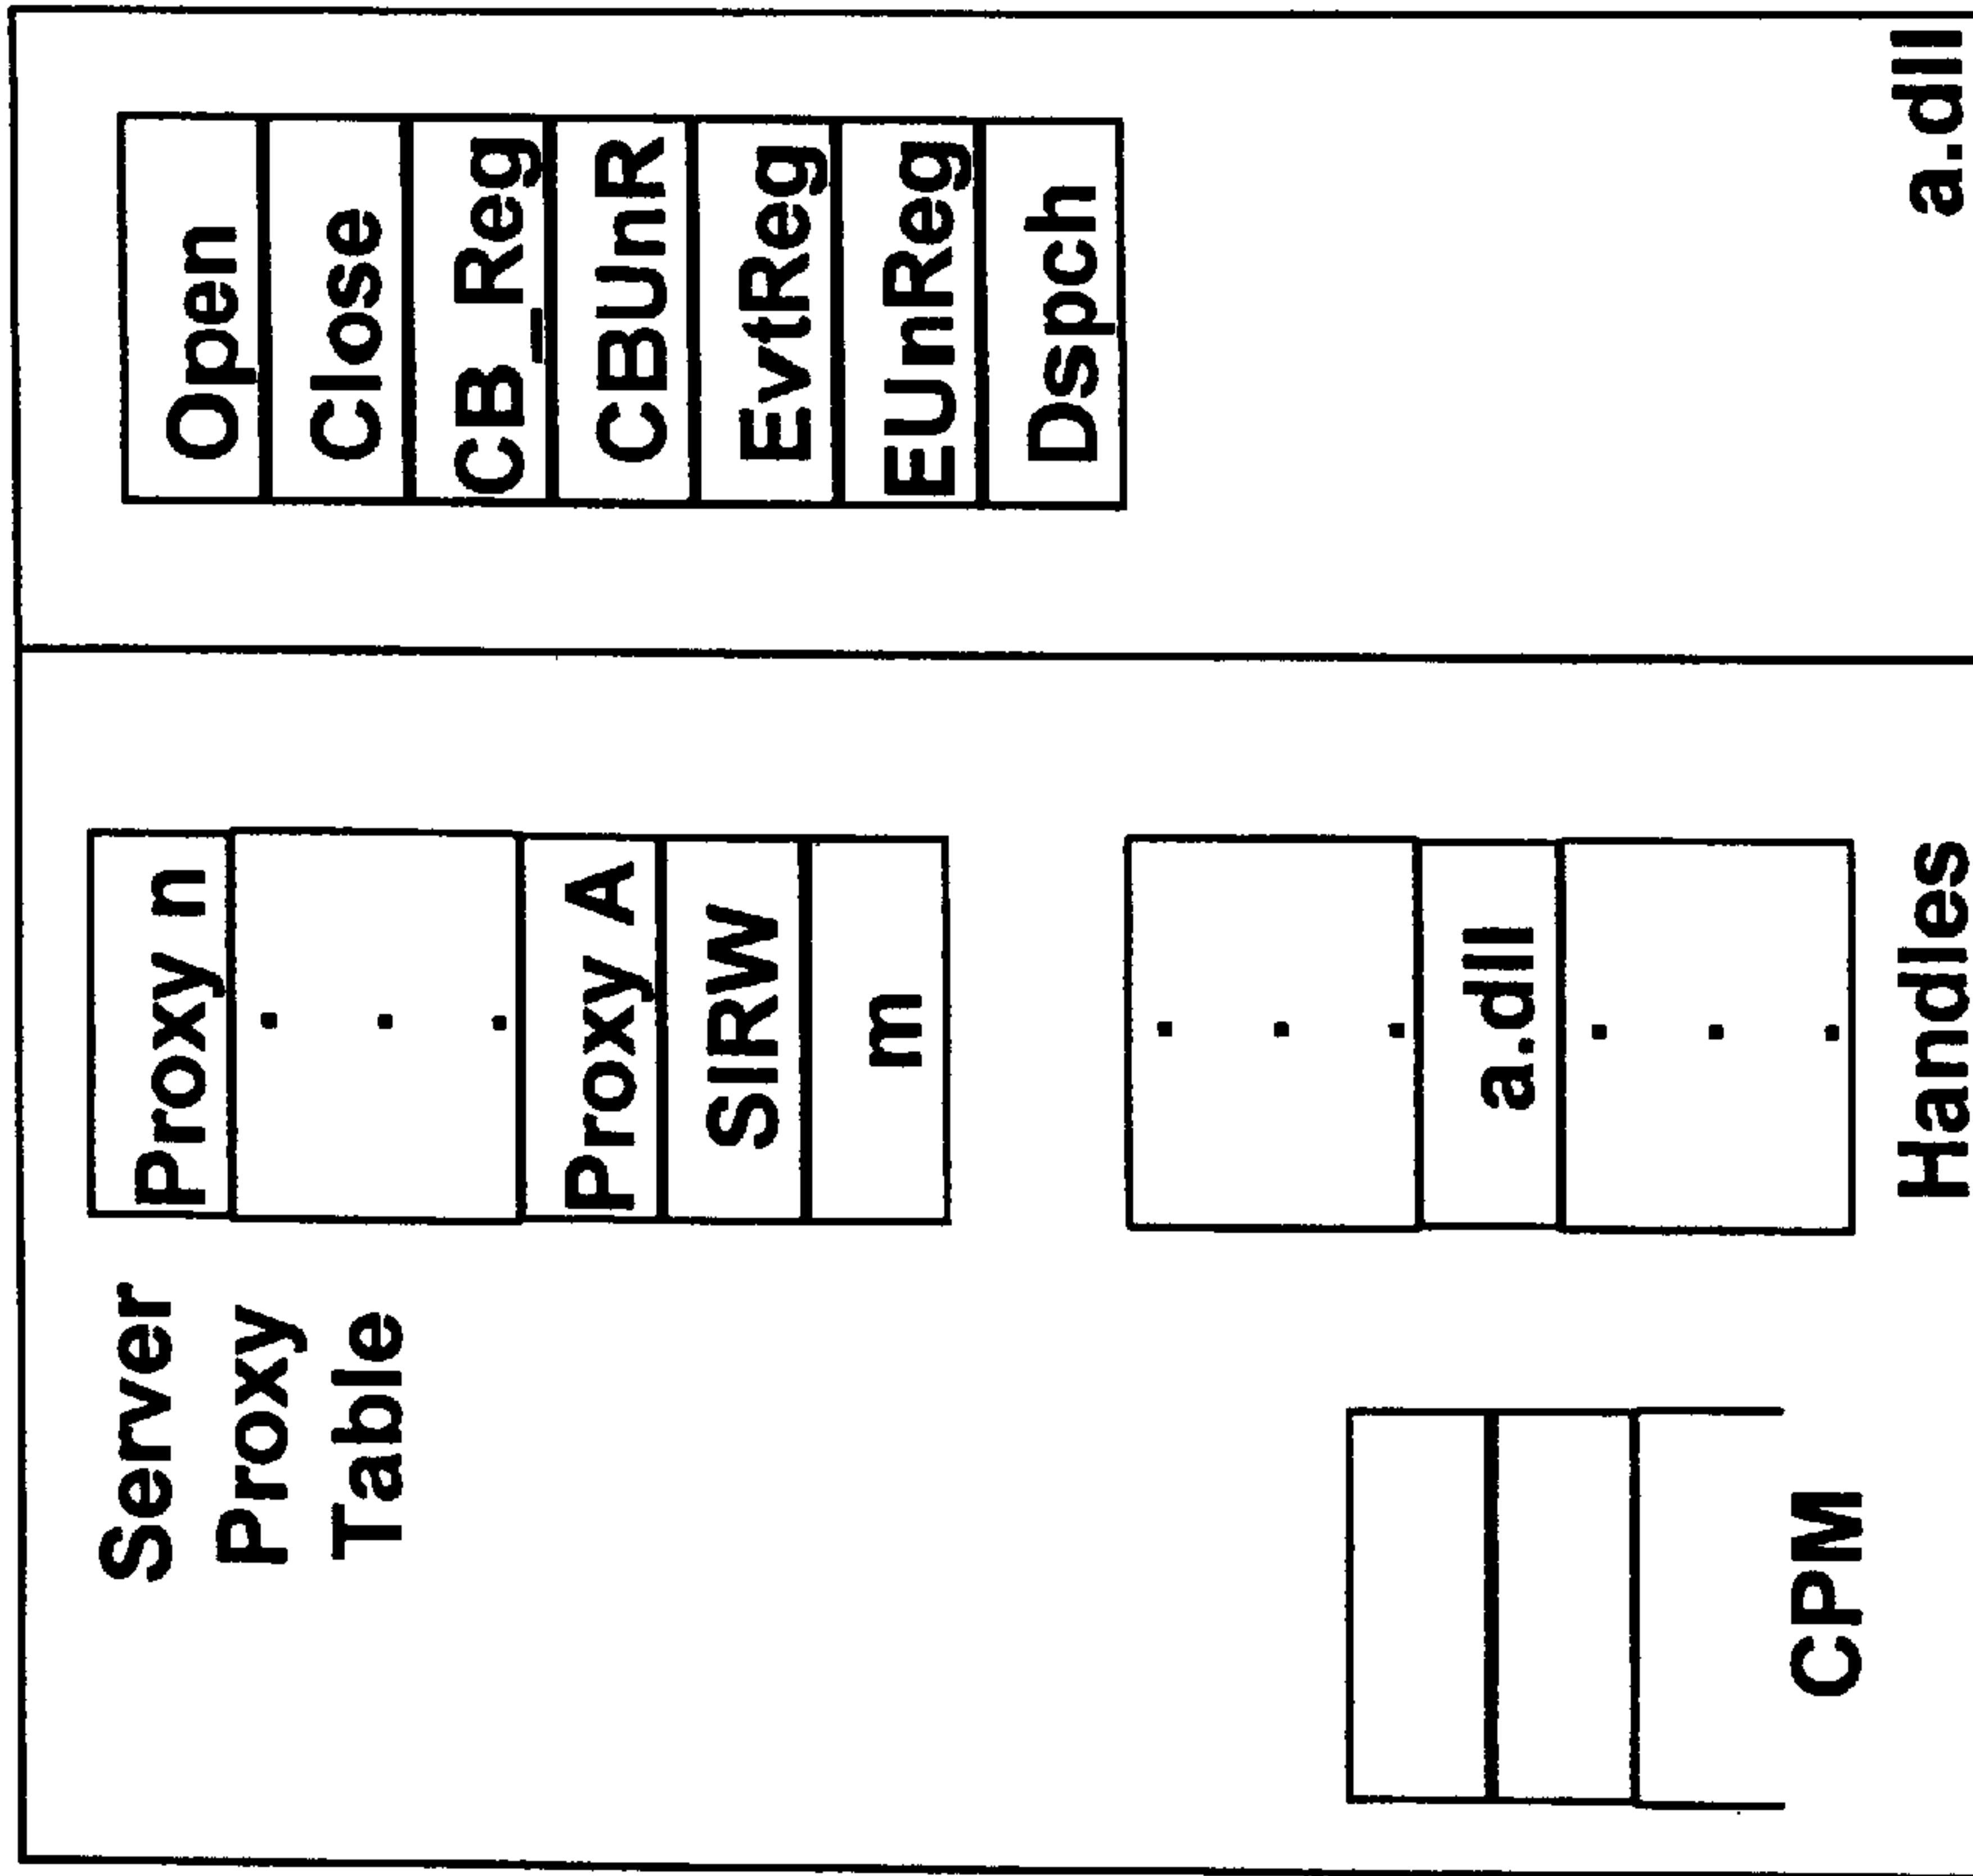 Server
Proxy
Table
Proxy n
Proxy A
SIRW
m
CPM
a.dll
Handles
Open
Close
CB_Reg
CBUnR
EvtReg
EUnReg
Dspch
a.dll